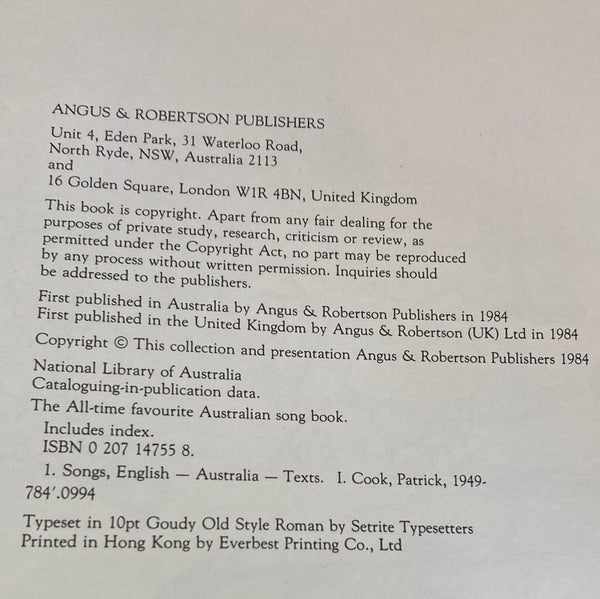 ANGUS & ROBERTSON PUBLISHERS
Unit 4, Eden Park, 31 Waterloo Road,
North Ryde, NSW, Australia 2113
and
16 Golden Square, London W1R 4BN, United Kingdom
This book is copyright. Apart from any fair dealing for the
purposes of private study, research, criticism or review, as
permitted under the Copyright Act, no part may be reproduced
by any process without written permission. Inquiries should
be addressed to the publishers.
First published in Australia by Angus & Robertson Publishers in 1984
First published in the United Kingdom by Angus & Robertson (UK) Ltd in 1984
Copyright © This collection and presentation Angus & Robertson Publishers 1984
National Library of Australia
Cataloguing-in-publication data.
The All-time favourite Australian song book.
Includes index.
ISBN 0 207 14755 8.
1. Songs, English — Australia — Texts. I. Cook, Patrick, 1949-
784'.0994
Typeset in 10pt Goudy Old Style Roman by Setrite Typesetters
Printed in Hong Kong by Everbest Printing Co., Ltd